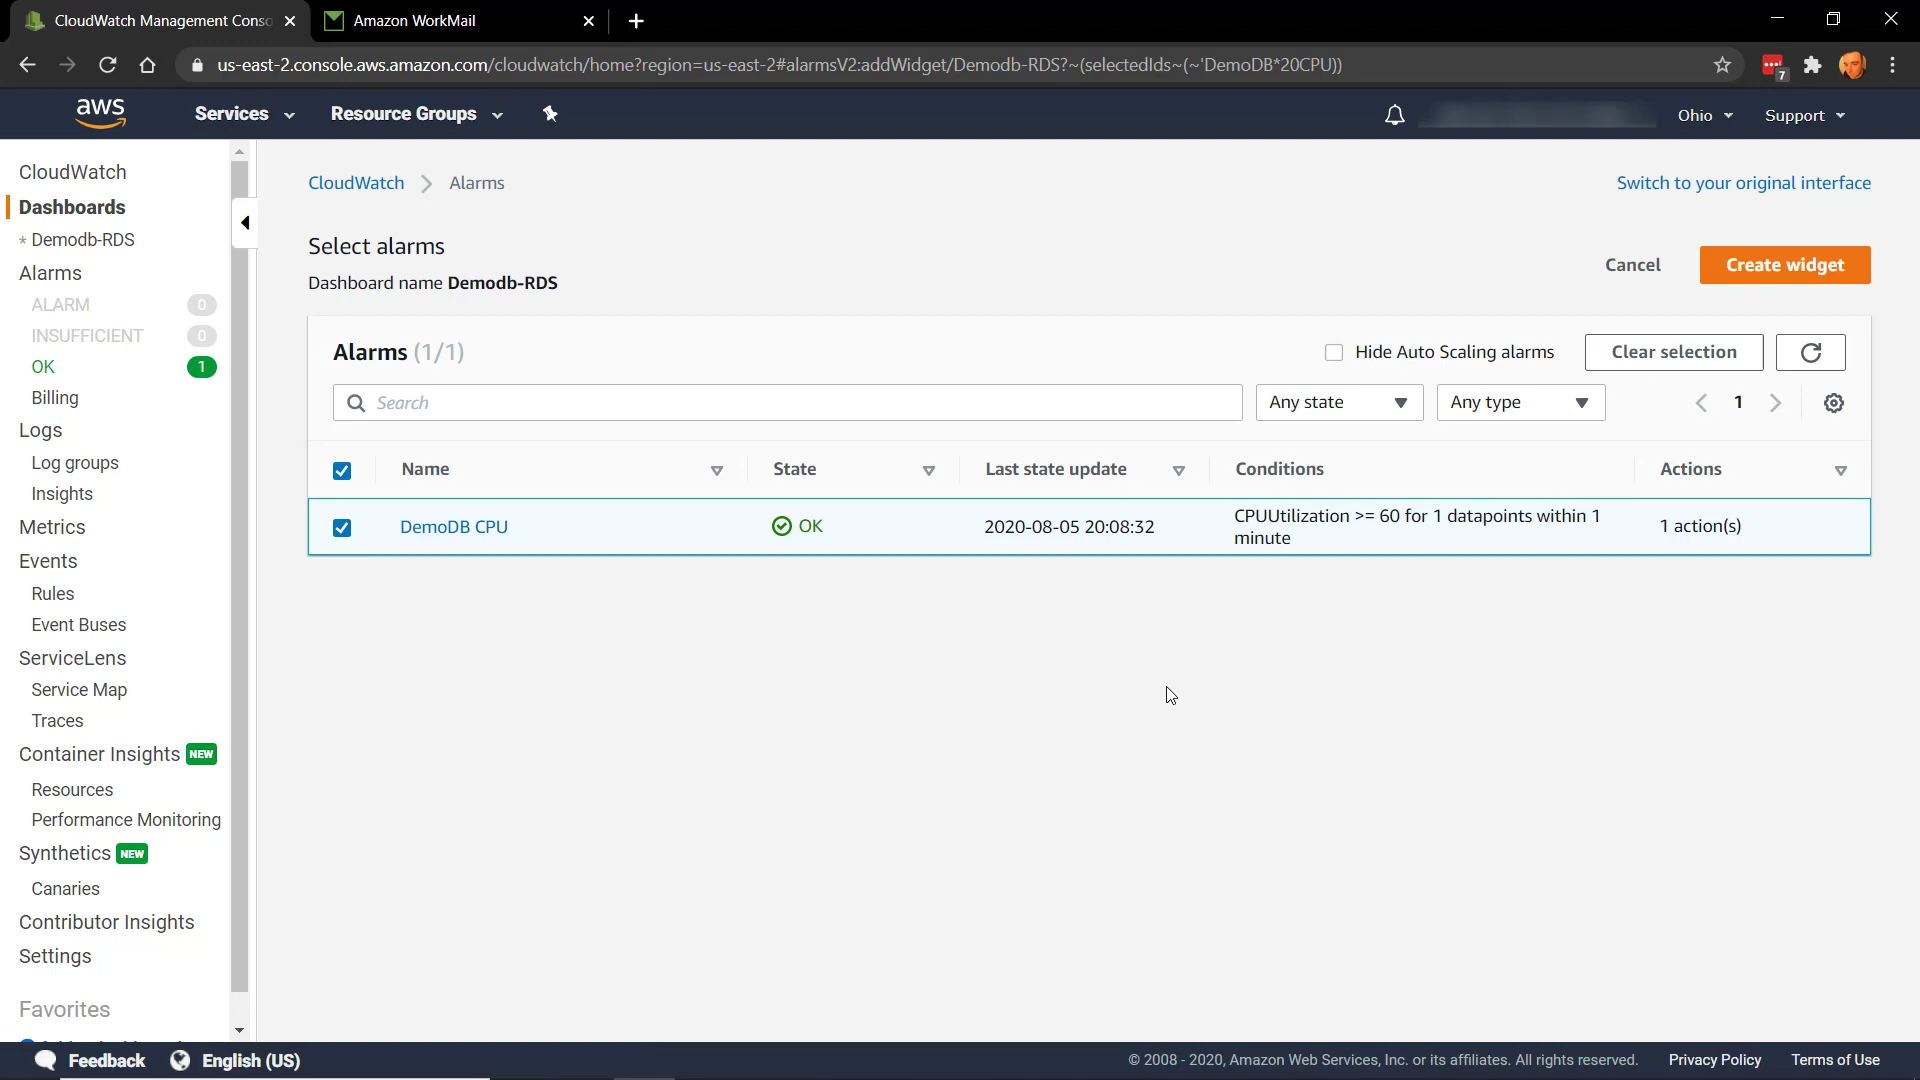 CloudWatch Management Conso
Amazon WorkMail
us-east-2.console.aws.amazon.com/cloudwatch/home?region=us-east-2#alarmsV2:addWidget/Demodb-RDS?~(selectedIds~(~'DemoDB*20CPU))
7
aws
Services
Resource Groups
Ohio
Support
CloudWatch
Dashboards
* Demodb-RDS
Alarms
ALARM 0
INSUFFICIENT 0
OK 1
Billing
Logs
Log groups
Insights
Metrics
Events
Rules
Event Buses
ServiceLens
Service Map
Traces
Container Insights NEW
Resources
Performance Monitoring
Synthetics NEW
Canaries
Contributor Insights
Settings
Favorites
CloudWatch > Alarms
Switch to your original interface
Select alarms
Dashboard name Demodb-RDS
Cancel
Create widget
Alarms (1/1)
Hide Auto Scaling alarms
Clear selection
Search
Any state
Any type
1
Name State Last state update Conditions Actions
DemoDB CPU OK 2020-08-05 20:08:32 CPUUtilization >= 60 for 1 datapoints within 1
minute
1 action(s)
Feedback
English (US)
© 2008 - 2020, Amazon Web Services, Inc. or its affiliates. All rights reserved.
Privacy Policy
Terms of Use